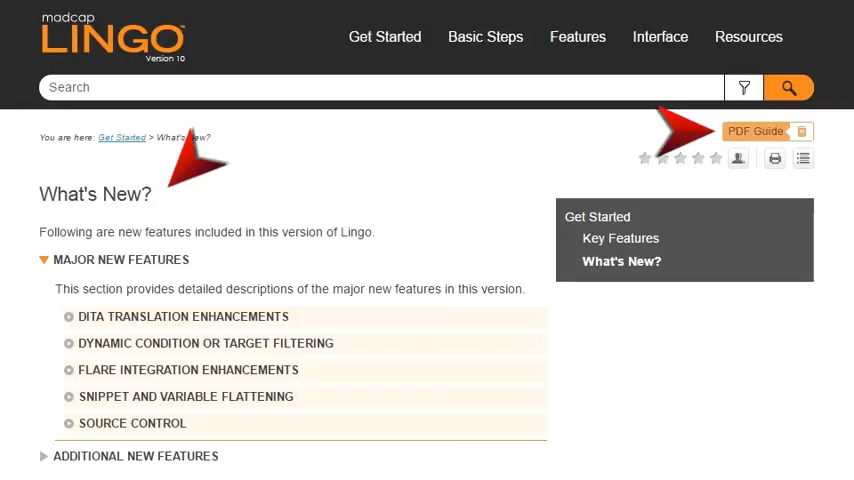 madcap
LINGO™
Version 10
Get Started Basic Steps Features Interface Resources
Search
You are here: Get Started > What's New?
PDF Guide
What's New?
Following are new features included in this version of Lingo.
MAJOR NEW FEATURES
This section provides detailed descriptions of the major new features in this version.
DITA TRANSLATION ENHANCEMENTS
DYNAMIC CONDITION OR TARGET FILTERING
FLARE INTEGRATION ENHANCEMENTS
SNIPPET AND VARIABLE FLATTENING
SOURCE CONTROL
ADDITIONAL NEW FEATURES
Get Started
Key Features
What's New?